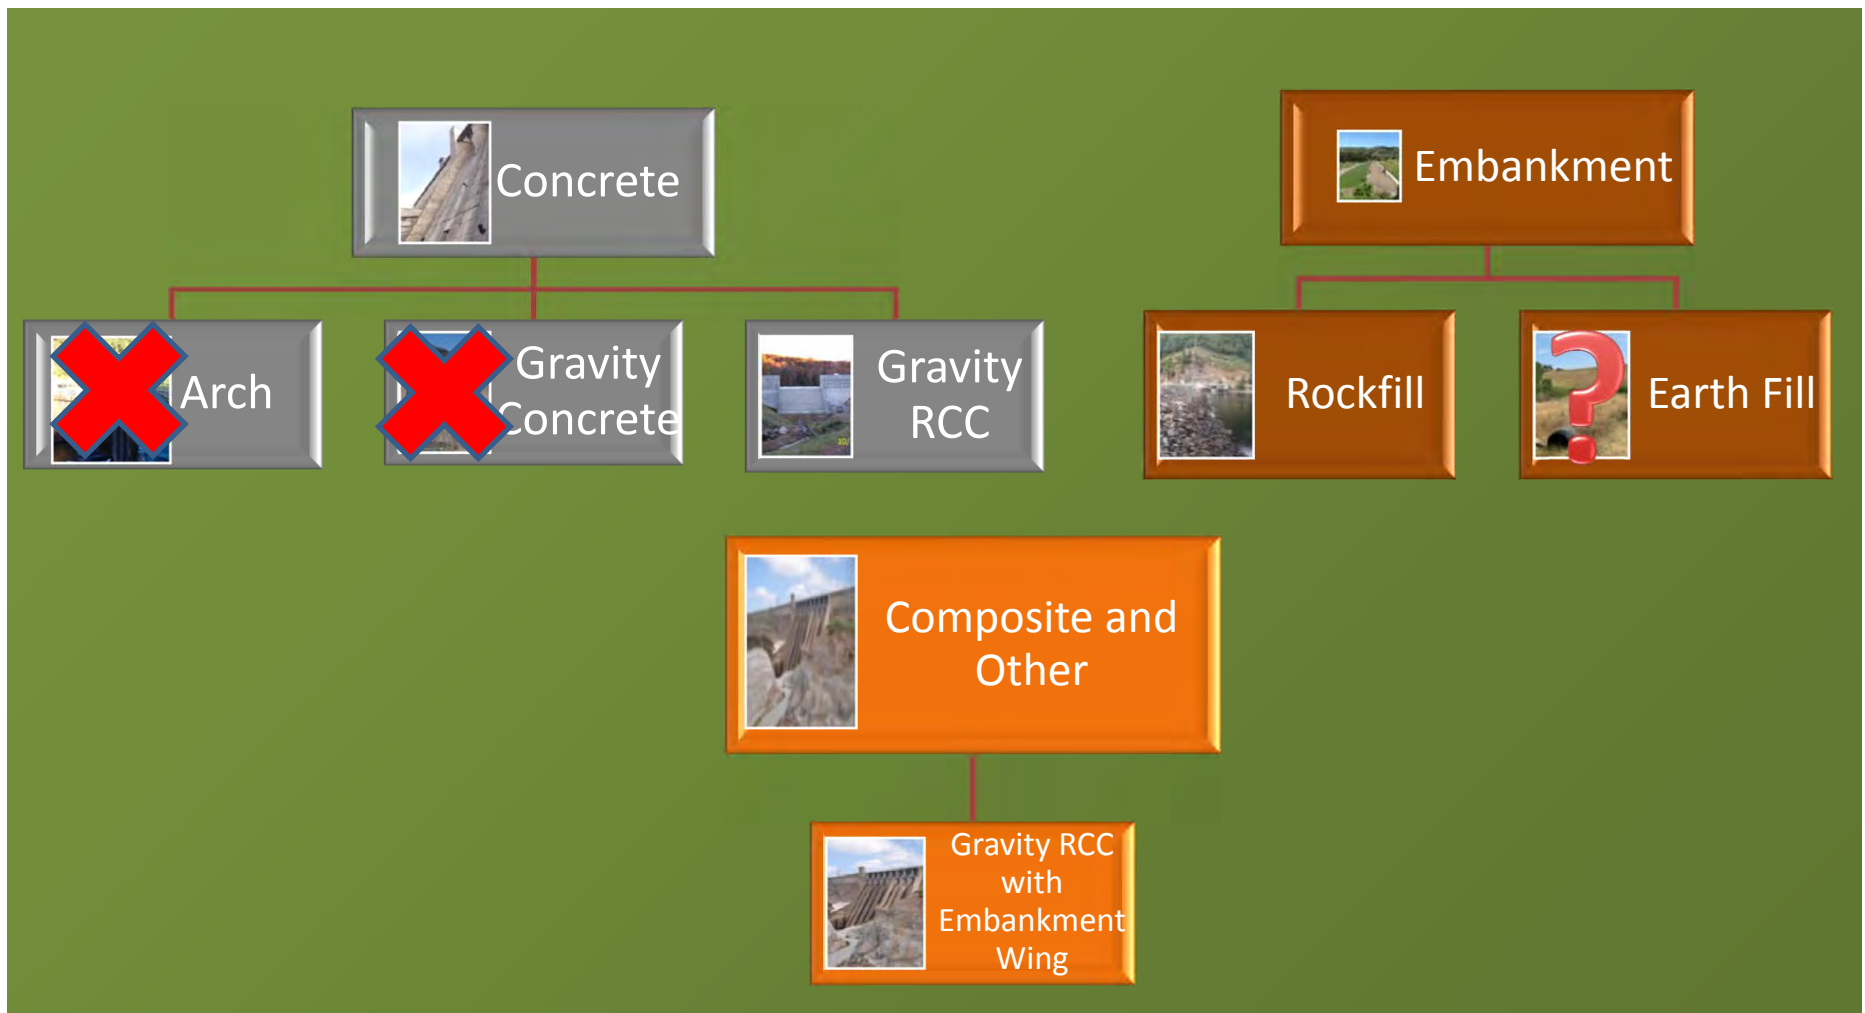 Concrete
Embankment
Arch
Gravity
Concrete
Gravity
RCC
Rockfill
Earth Fill
Composite and
Other
Gravity RCC
with
Embankment
Wing